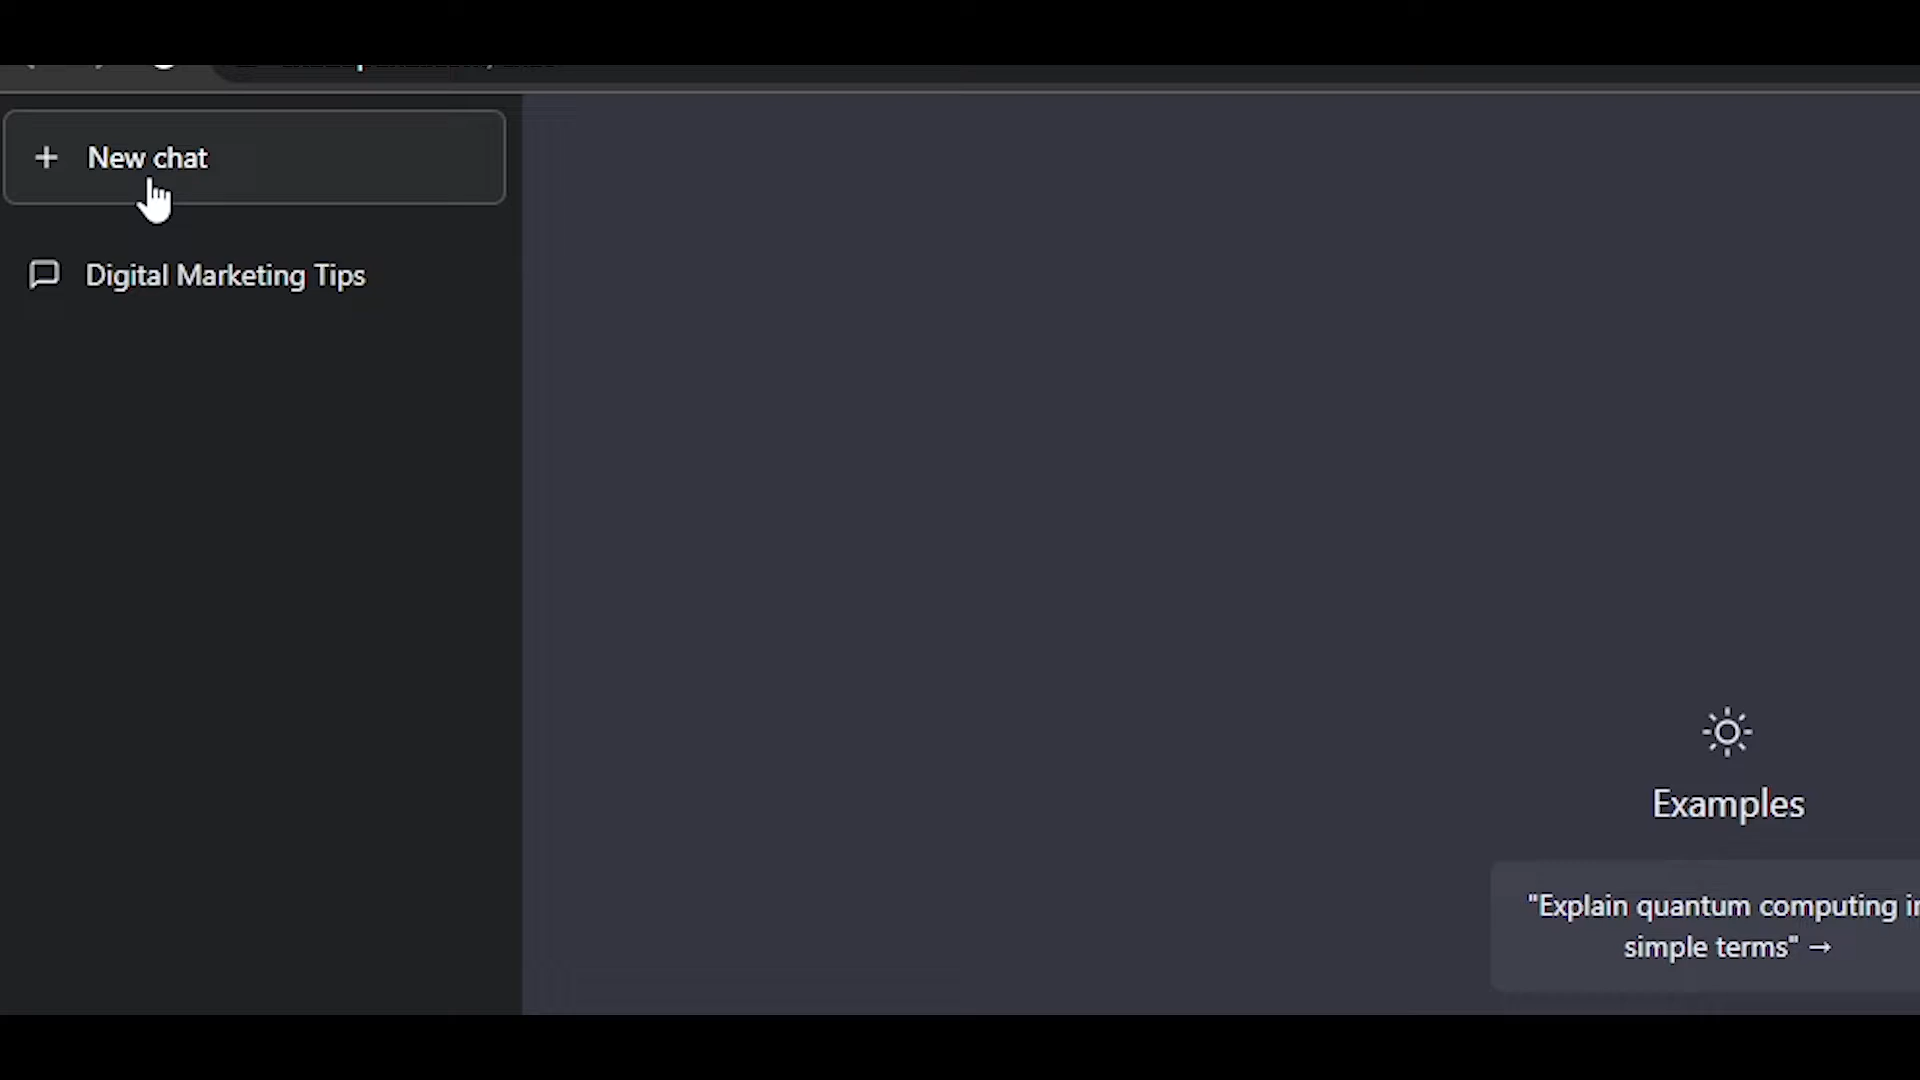 New chat
Digital Marketing Tips
Examples
"Explain quantum computing
simple terms" →